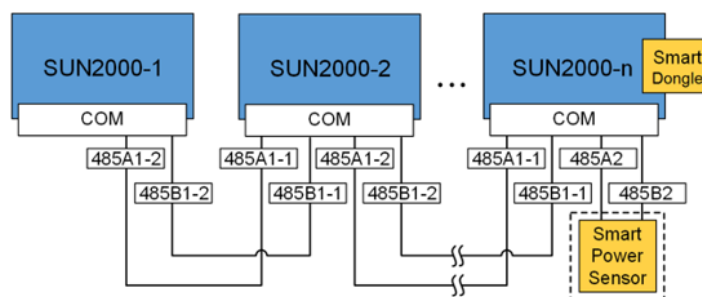 SUN2000-1
SUN2000-2
...
SUN2000-n
Smart
Dongle
COM
COM
COM
485A1-2
485A1-1
485A1-2
485A1-1
485A2
485B1-2
485B1-1
485B1-2
485B1-1
485B2
Smart
Power
Sensor